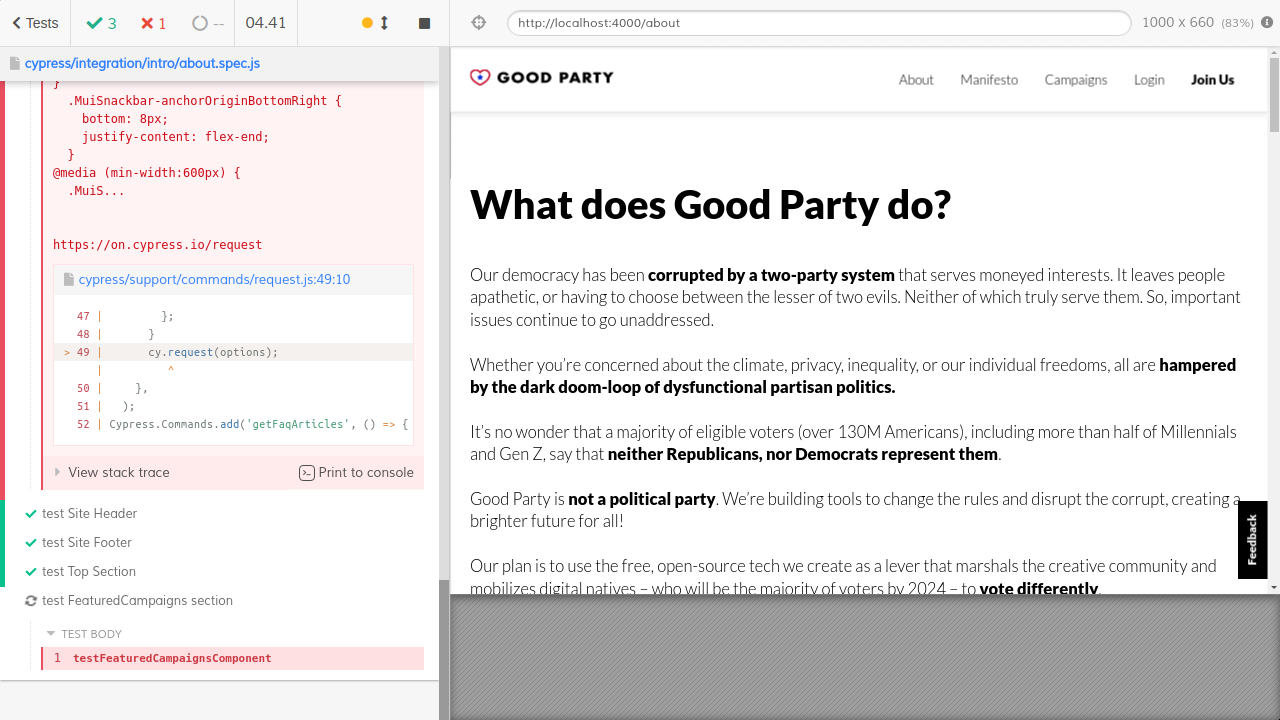 Tests
3
1
--
04.41
http://localhost:4000/about
1000 x 660 (83%)
cypress/integration/intro/about.spec.js
}
.MuiSnackbar-anchorOriginBottomRight {
bottom: 8px;
justify-content: flex-end;
}
@media (min-width:600px) {
.MuiS...
https://on.cypress.io/request
cypress/support/commands/request.js:49:10
47 | };
48 | }
> 49 | cy.request(options);
| ^
50 | },
51 | );
52 | Cypress.Commands.add('getFaqArticles', () => {
View stack trace
Print to console
test Site Header
test Site Footer
test Top Section
test FeaturedCampaigns section
TEST BODY
1 testFeaturedCampaignsComponent
GOOD PARTY
About
Manifesto
Campaigns
Login
Join Us
What does Good Party do?
Our democracy has been corrupted by a two-party system that serves moneyed interests. It leaves people
apathetic, or having to choose between the lesser of two evils. Neither of which truly serve them. So, important
issues continue to go unaddressed.
Whether you’re concerned about the climate, privacy, inequality, or our individual freedoms, all are hampered
by the dark doom-loop of dysfunctional partisan politics.
It’s no wonder that a majority of eligible voters (over 130M Americans), including more than half of Millennials
and Gen Z, say that neither Republicans, nor Democrats represent them.
Good Party is not a political party. We’re building tools to change the rules and disrupt the corrupt, creating a
brighter future for all!
Our plan is to use the free, open-source tech we create as a lever that marshals the creative community and
mobilizes digital natives – who will be the majority of voters by 2024 – to vote differently.
Feedback